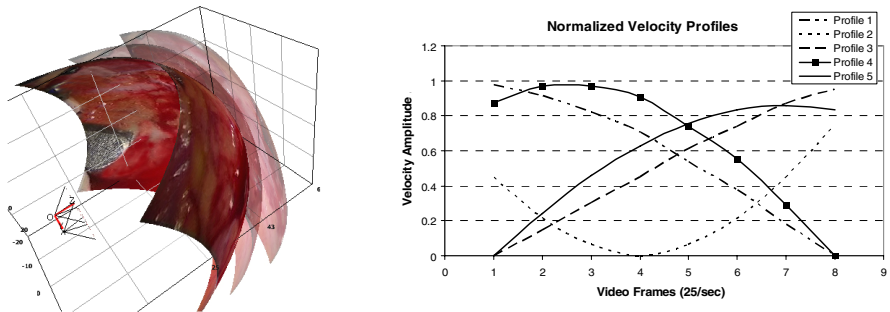 6
43
0
20
-20
-10
0
O
Z
Normalized Velocity Profiles
Profile 1
Profile 2
Profile 3
Profile 4
Profile 5
Velocity Amplitude
1.2
1
0.8
0.6
0.4
0.2
0
0 1 2 3 4 5 6 7 8 9
Video Frames (25/sec)